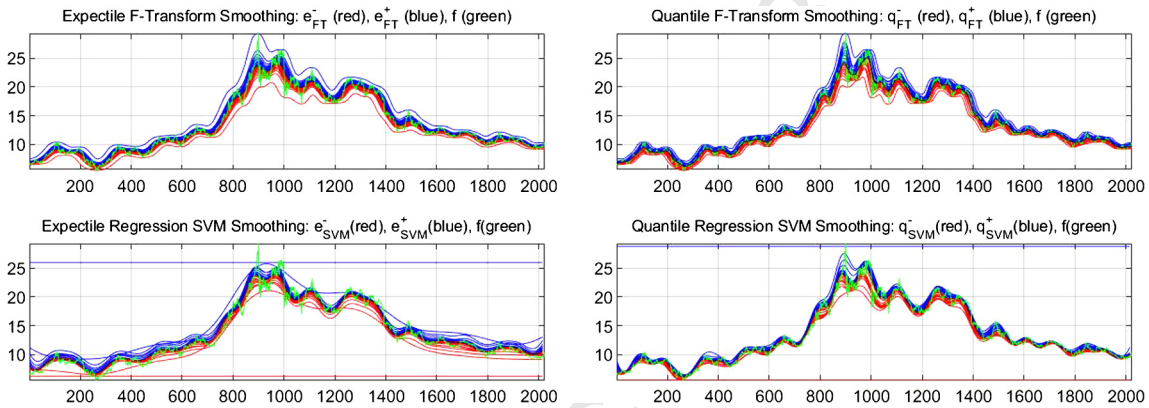 Expectile F-Transform Smoothing: e⁻FT (red), e⁺FT (blue), f (green)
25
20
15
10
200 400 600 800 1000 1200 1400 1600 1800 2000
Quantile F-Transform Smoothing: q⁻FT (red), q⁺FT (blue), f (green)
25
20
15
10
200 400 600 800 1000 1200 1400 1600 1800 2000
Expectile Regression SVM Smoothing: e⁻SVM(red), e⁺SVM(blue), f(green)
25
20
15
10
200 400 600 800 1000 1200 1400 1600 1800 2000
Quantile Regression SVM Smoothing: q⁻SVM(red), q⁺SVM(blue), f(green)
25
20
15
10
200 400 600 800 1000 1200 1400 1600 1800 2000